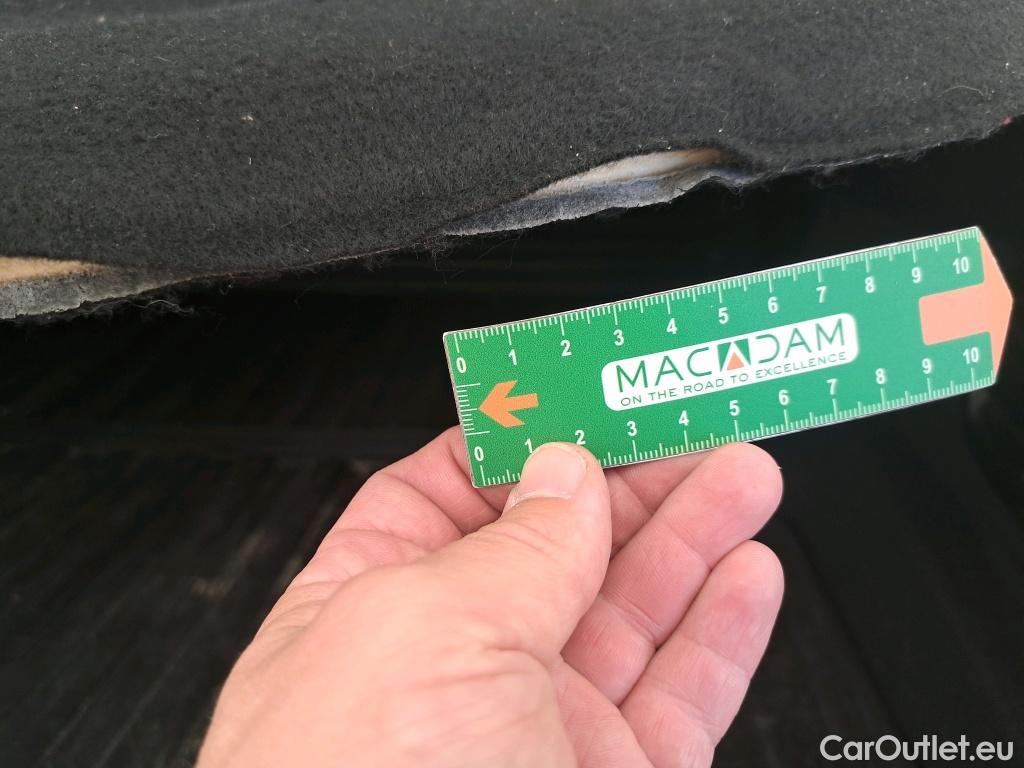 0 1 2 3 4 5 6 7 8 9 10
MACADAM
ON THE ROAD TO EXCELLENCE
0 1 2 3 4 5 6 7 8 9 10
CarOutlet.eu